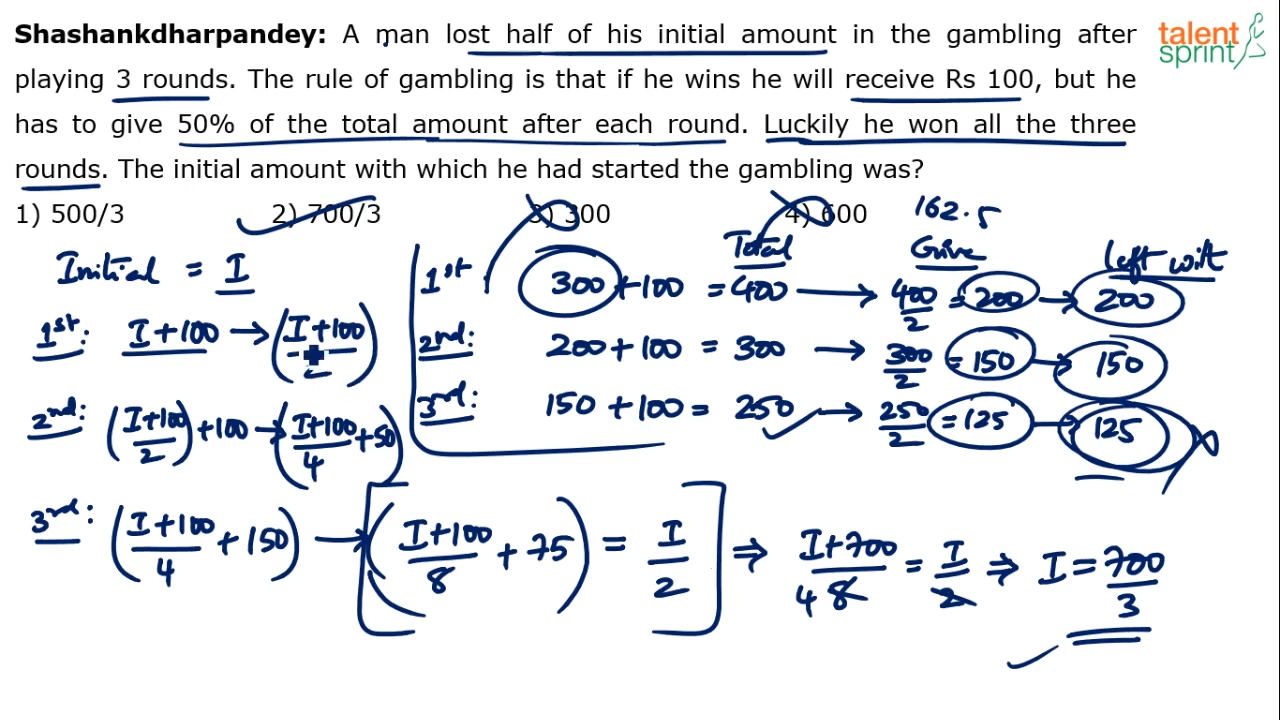 Shashankdharpandey: A man lost half of his initial amount in the gambling after
playing 3 rounds. The rule of gambling is that if he wins he will receive Rs 100, but he
has to give 50% of the total amount after each round. Luckily he won all the three
rounds. The initial amount with which he had started the gambling was?
talent
sprint
1) 500/3 2) 700/3 3) 300 4) 600
162.5
Initial = I
Total Give left with
1st 300 + 100 = 400 → 400/2 = 200 → 200
1st: I + 100 → (I + 100 / 2)
2nd: 200 + 100 = 300 → 300/2 = 150 → 150
3rd: 150 + 100 = 250 → 250/2 = 125 → 125
2nd: (I+100 / 2) + 100 → (I+100 / 4 + 50)
3rd: (I+100 / 4 + 150) → (I+100 / 8 + 75) = I/2 ⇒ I+700 / 4 8 = I/2 ⇒ I = 700/3